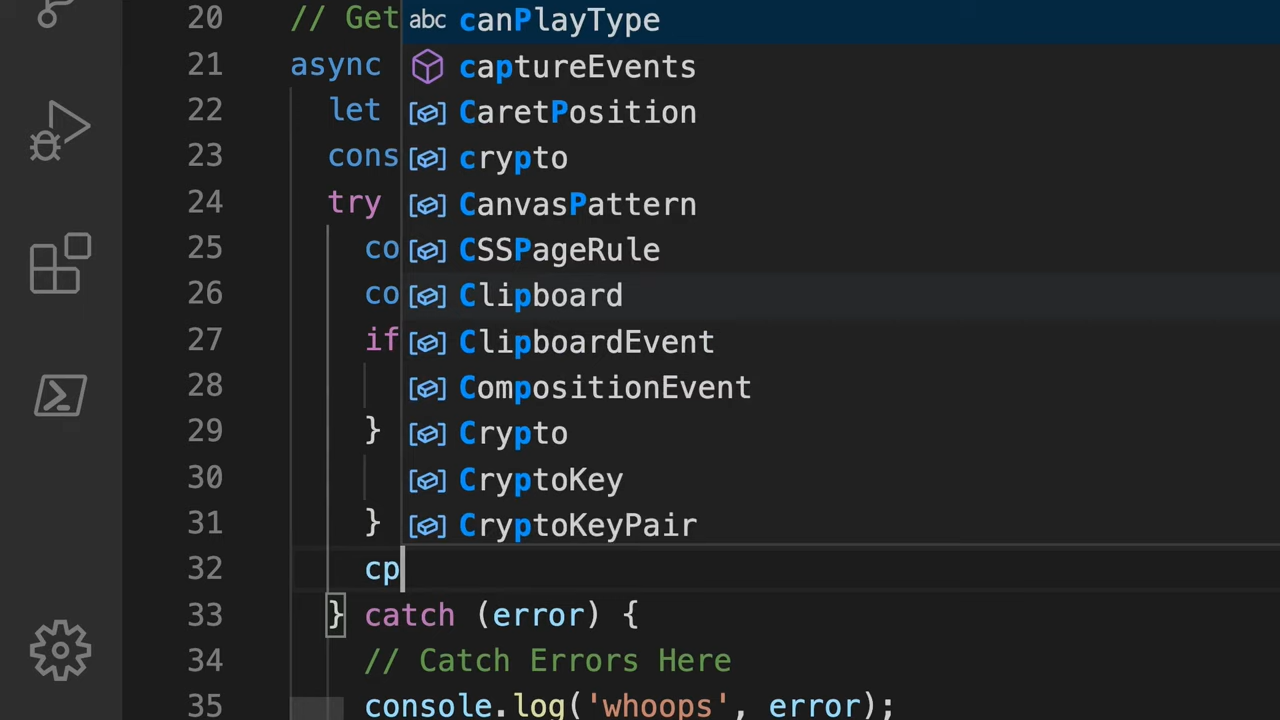 20 // Get abc canPlayType
21 async captureEvents
22 let CaretPosition
23 cons crypto
24 try CanvasPattern
25 co CSSPageRule
26 co Clipboard
27 if ClipboardEvent
28 CompositionEvent
29 } Crypto
30 CryptoKey
31 } CryptoKeyPair
32 cp
33 } catch (error) {
34 // Catch Errors Here
35 console.log('whoops', error);